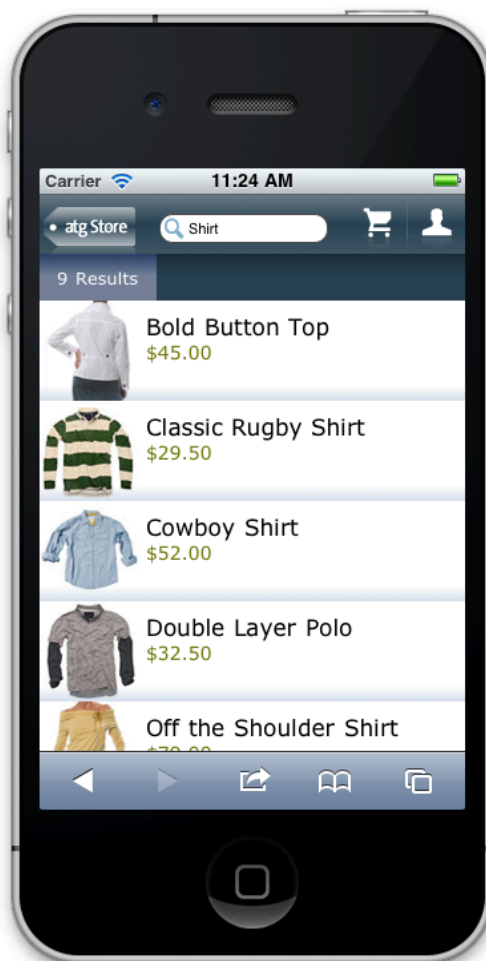 Carrier 11:24 AM
atg Store Shirt
9 Results
Bold Button Top
$45.00
Classic Rugby Shirt
$29.50
Cowboy Shirt
$52.00
Double Layer Polo
$32.50
Off the Shoulder Shirt